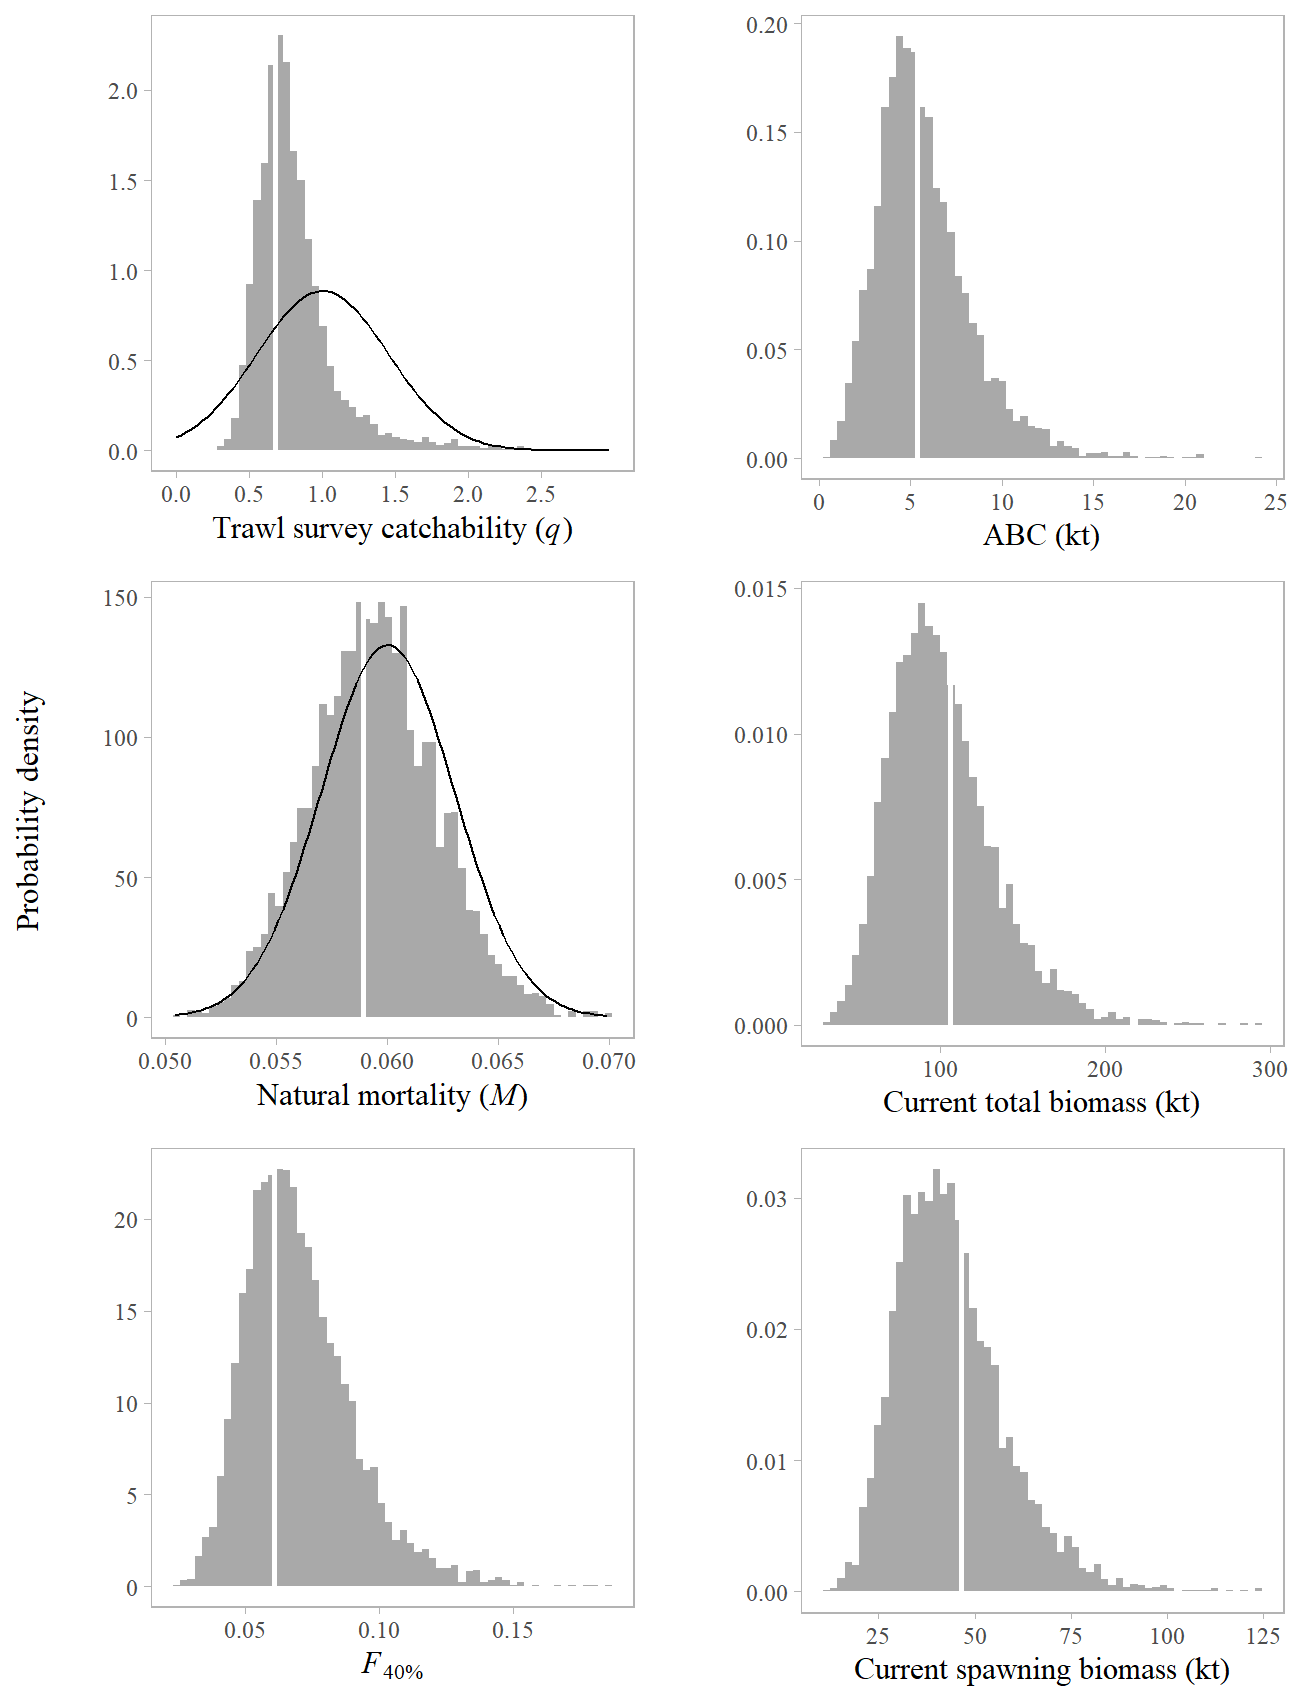 Probability density
2.0
1.5
1.0
0.5
0.0
0.0 0.5 1.0 1.5 2.0 2.5
Trawl survey catchability (q)
0.20
0.15
0.10
0.05
0.00
0 5 10 15 20 25
ABC (kt)
150
100
50
0
0.050 0.055 0.060 0.065 0.070
Natural mortality (M)
0.015
0.010
0.005
0.000
100 200 300
Current total biomass (kt)
20
15
10
5
0
0.05 0.10 0.15
F40%
0.03
0.02
0.01
0.00
25 50 75 100 125
Current spawning biomass (kt)